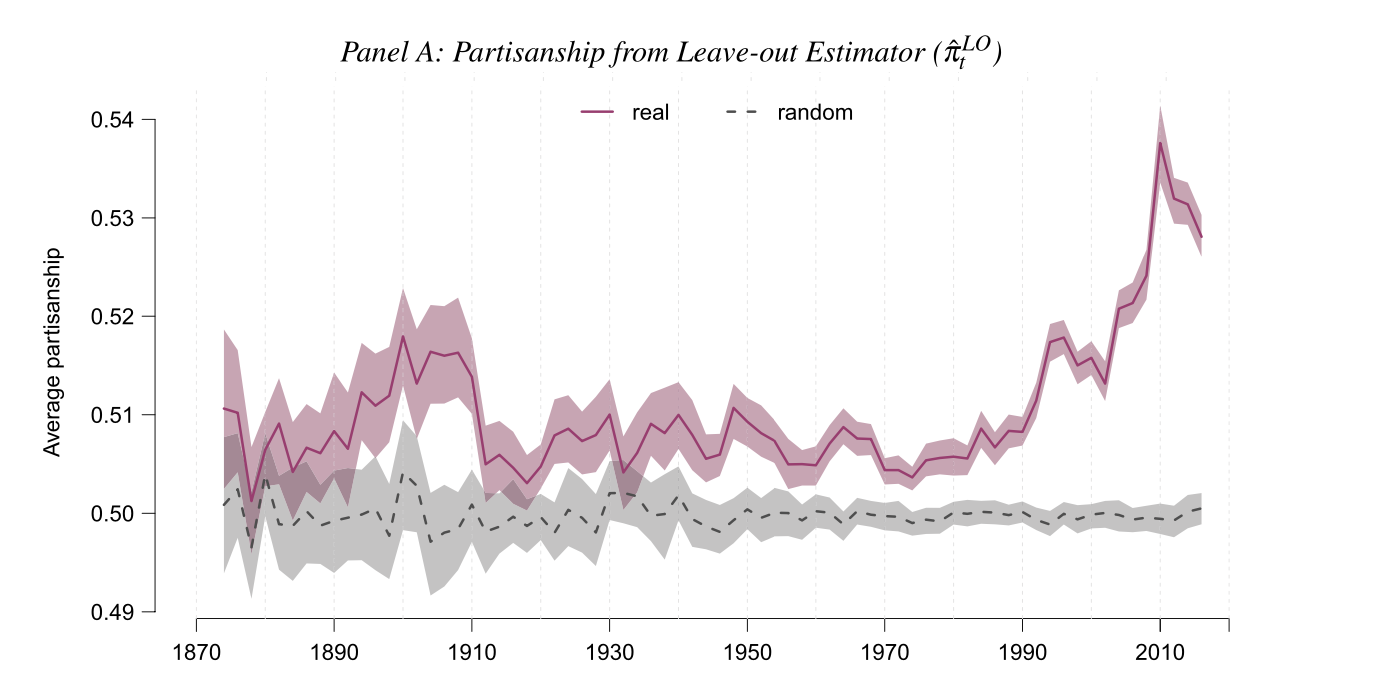 Panel A: Partisanship from Leave-out Estimator (π̂ₜᴸᴼ)
real random
0.54
0.53
0.52
0.51
0.50
0.49
Average partisanship
1870 1890 1910 1930 1950 1970 1990 2010